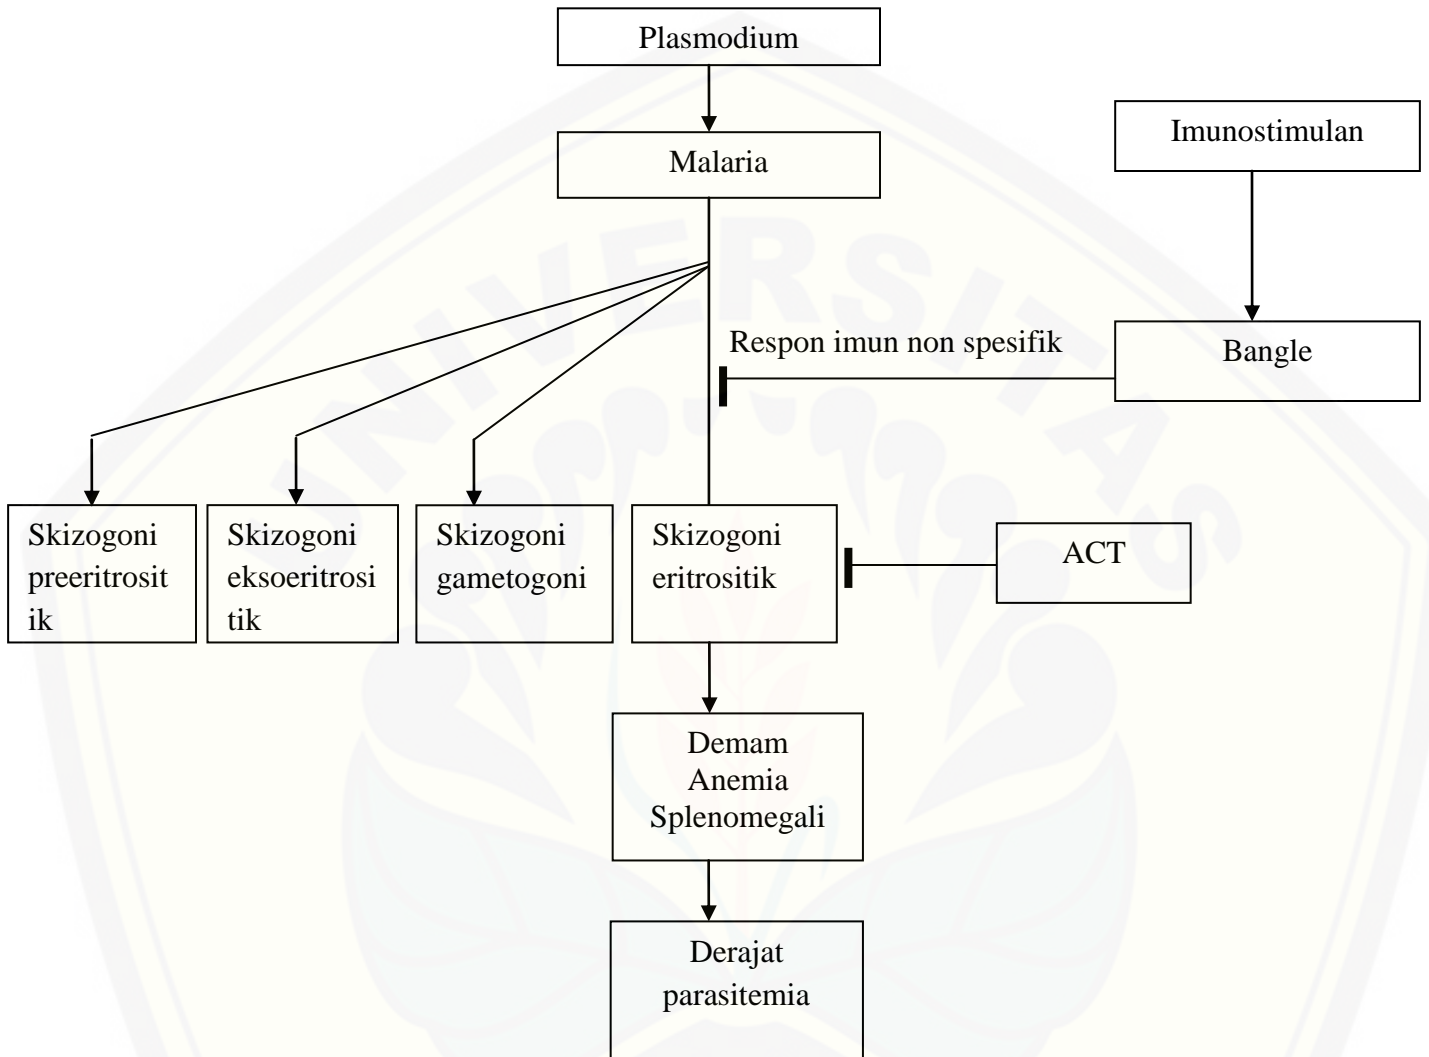 Plasmodium
Imunostimulan
Malaria
Respon imun non spesifik
Bangle
Skizogoni
preeritrosit
ik
Skizogoni
eksoeritrosi
tik
Skizogoni
gametogoni
Skizogoni
eritrositik
ACT
Demam
Anemia
Splenomegali
Derajat
parasitemia
UNIVERSITAS